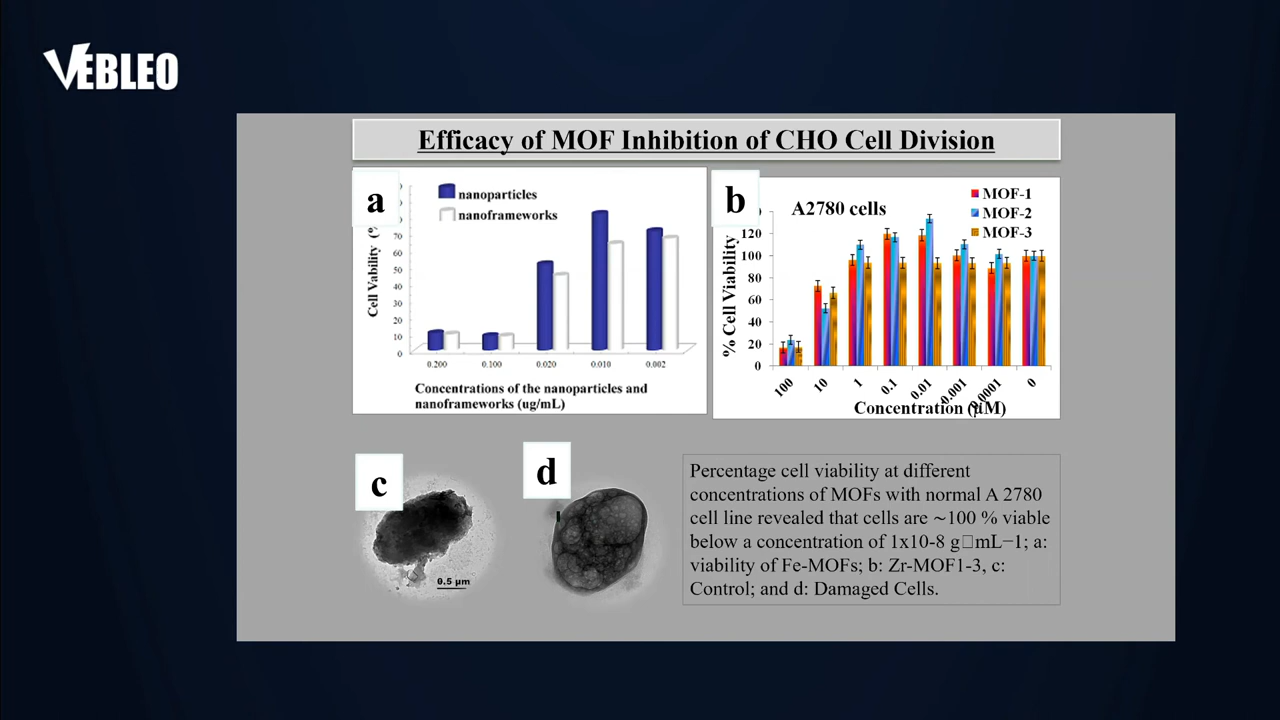 VEBLEO
Efficacy of MOF Inhibition of CHO Cell Division
a
nanoparticles
nanoframeworks
Cell Vability (%
70
60
50
40
30
20
10
0
0.200 0.100 0.020 0.010 0.002
Concentrations of the nanoparticles and
nanoframeworks (ug/mL)
b
A2780 cells
MOF-1
MOF-2
MOF-3
% Cell Viability
120
100
80
60
40
20
0
100 10 1 0.1 0.01 0.001 0.0001 0
Concentration (µM)
c
0.5 µm
d
Percentage cell viability at different
concentrations of MOFs with normal A 2780
cell line revealed that cells are ~100 % viable
below a concentration of 1x10-8 g□mL−1; a:
viability of Fe-MOFs; b: Zr-MOF1-3, c:
Control; and d: Damaged Cells.